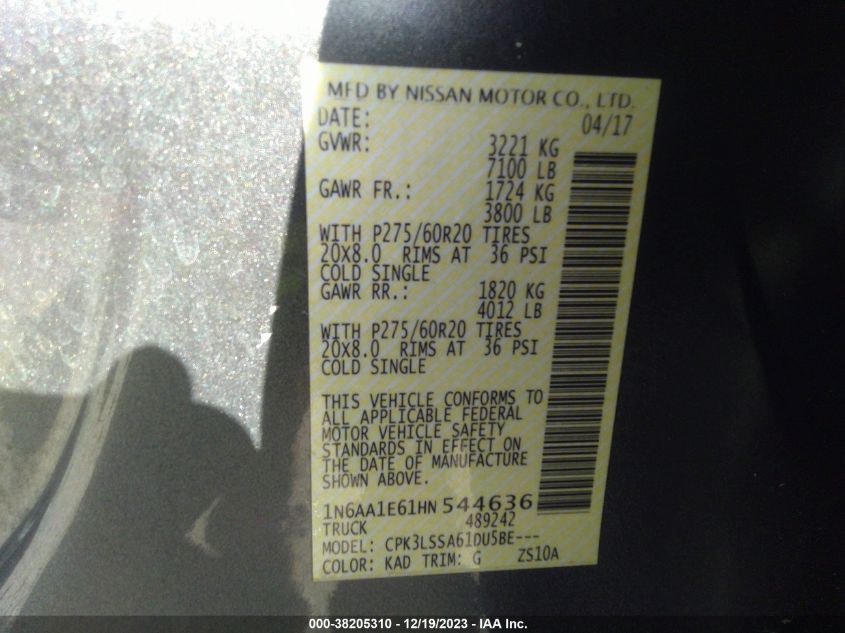 MFD BY NISSAN MOTOR CO., LTD.
DATE: 04/17
GVWR: 3221 KG
7100 LB
GAWR FR.: 1724 KG
3800 LB
WITH P275/60R20 TIRES
20X8.0 RIMS AT 36 PSI
COLD SINGLE
GAWR RR.: 1820 KG
4012 LB
WITH P275/60R20 TIRES
20X8.0 RIMS AT 36 PSI
COLD SINGLE
THIS VEHICLE CONFORMS TO
ALL APPLICABLE FEDERAL
MOTOR VEHICLE SAFETY
STANDARDS IN EFFECT ON
THE DATE OF MANUFACTURE
SHOWN ABOVE.
1N6AA1E61HN544636
TRUCK 489242
MODEL: CPK3LSSA61DU5BE---
COLOR: KAD TRIM: G ZS10A
000-38205310 - 12/19/2023 - IAA Inc.